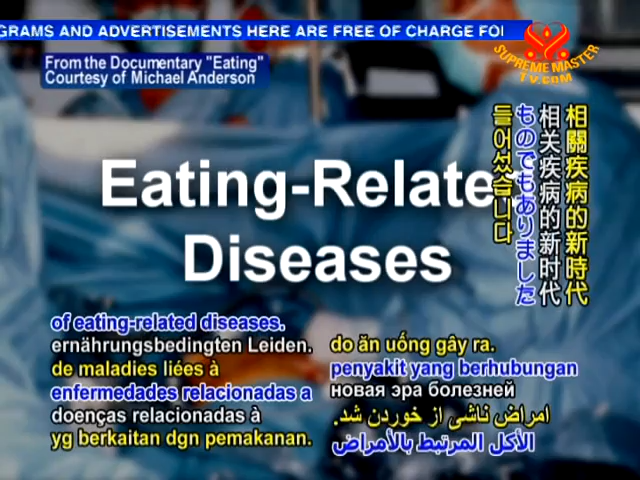 GRAMS AND ADVERTISEMENTS HERE ARE FREE OF CHARGE FO
From the Documentary "Eating"
Courtesy of Michael Anderson
SUPREME MASTER
TV.COM
相關疾病的新時代
相关疾病的新时代
ものでもありました
들어섰습니다
Eating-Relate
Diseases
of eating-related diseases.
ernährungsbedingten Leiden.
de maladies liées à
enfermedades relacionadas a
doenças relacionadas à
yg berkaitan dgn pemakanan.
do ăn uống gây ra.
penyakit yang berhubungan
новая эра болезней
امراض ناشی از خوردن شد.
الأكل المرتبط بالأمراض